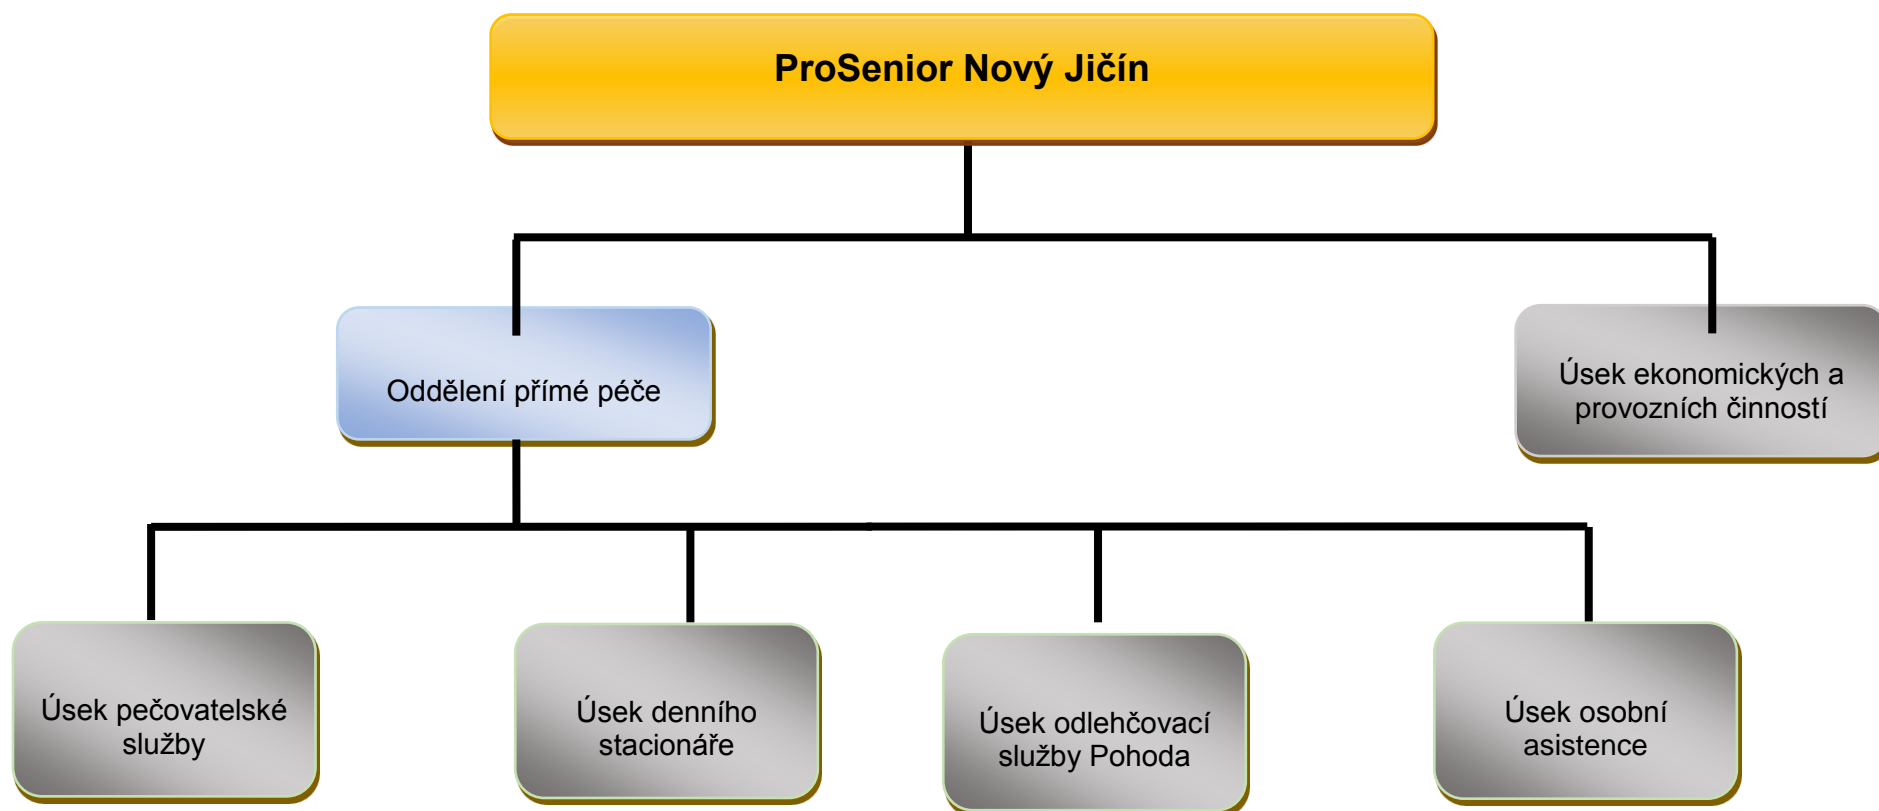 ProSenior Nový Jičín
Oddělení přímé péče
Úsek ekonomických a
provozních činností
Úsek pečovatelské
služby
Úsek denního
stacionáře
Úsek odlehčovací
služby Pohoda
Úsek osobní
asistence